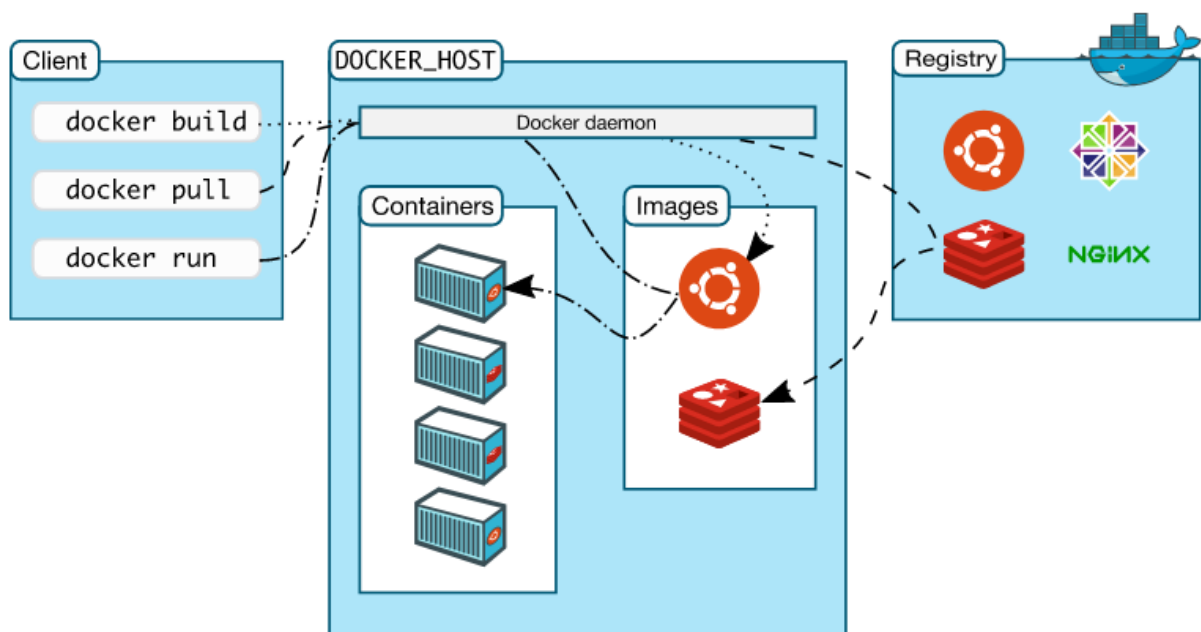 Client
docker build
docker pull
docker run
DOCKER_HOST
Docker daemon
Containers
Images
Registry
NGINX